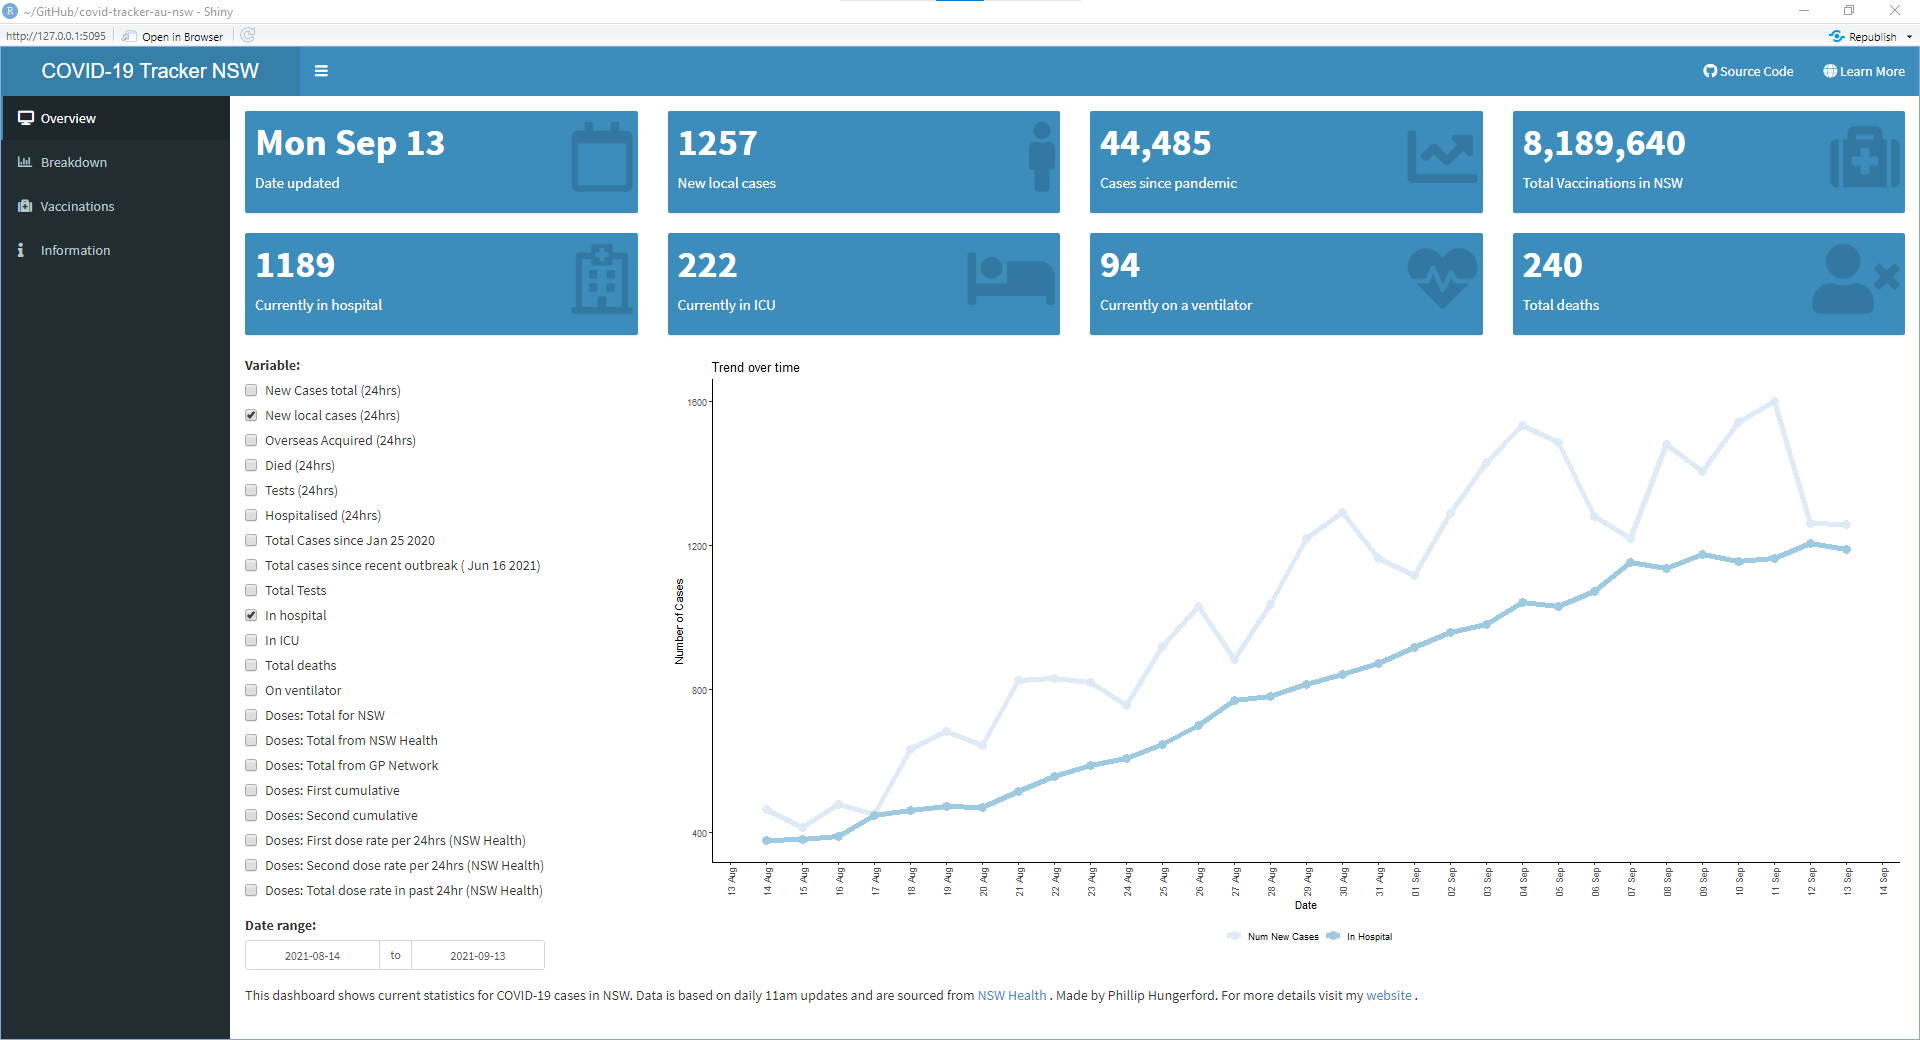 ~/GitHub/covid-tracker-au-nsw - Shiny
http://127.0.0.1:5095 Open in Browser Republish
COVID-19 Tracker NSW Source Code Learn More
Overview
Breakdown
Vaccinations
Information
Mon Sep 13
Date updated
1257
New local cases
44,485
Cases since pandemic
8,189,640
Total Vaccinations in NSW
1189
Currently in hospital
222
Currently in ICU
94
Currently on a ventilator
240
Total deaths
Variable:
New Cases total (24hrs)
New local cases (24hrs)
Overseas Acquired (24hrs)
Died (24hrs)
Tests (24hrs)
Hospitalised (24hrs)
Total Cases since Jan 25 2020
Total cases since recent outbreak ( Jun 16 2021)
Total Tests
In hospital
In ICU
Total deaths
On ventilator
Doses: Total for NSW
Doses: Total from NSW Health
Doses: Total from GP Network
Doses: First cumulative
Doses: Second cumulative
Doses: First dose rate per 24hrs (NSW Health)
Doses: Second dose rate per 24hrs (NSW Health)
Doses: Total dose rate in past 24hr (NSW Health)
Date range:
2021-08-14 to 2021-09-13
Trend over time
Number of Cases
1600
1200
800
400
13 Aug
14 Aug
15 Aug
16 Aug
17 Aug
18 Aug
19 Aug
20 Aug
21 Aug
22 Aug
23 Aug
24 Aug
25 Aug
26 Aug
27 Aug
28 Aug
29 Aug
30 Aug
31 Aug
01 Sep
02 Sep
03 Sep
04 Sep
05 Sep
06 Sep
07 Sep
08 Sep
09 Sep
10 Sep
11 Sep
12 Sep
13 Sep
14 Sep
Date
Num New Cases In Hospital
This dashboard shows current statistics for COVID-19 cases in NSW. Data is based on daily 11am updates and are sourced from NSW Health . Made by Phillip Hungerford. For more details visit my website .